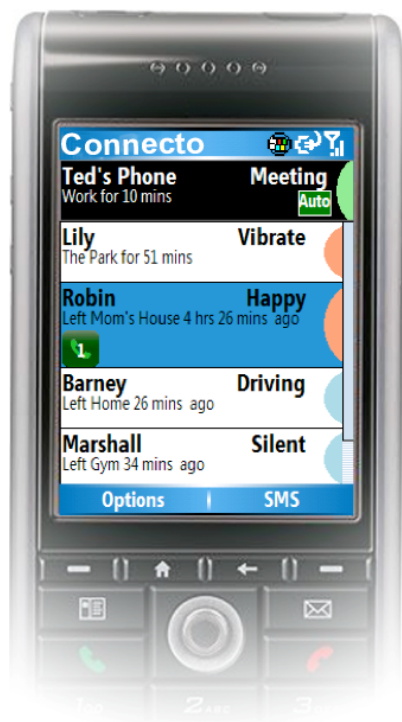 Connecto
Ted's Phone Meeting
Work for 10 mins Auto
Lily Vibrate
The Park for 51 mins
Robin Happy
Left Mom's House 4 hrs 26 mins ago
1
Barney Driving
Left Home 26 mins ago
Marshall Silent
Left Gym 34 mins ago
Options SMS
2 ABC